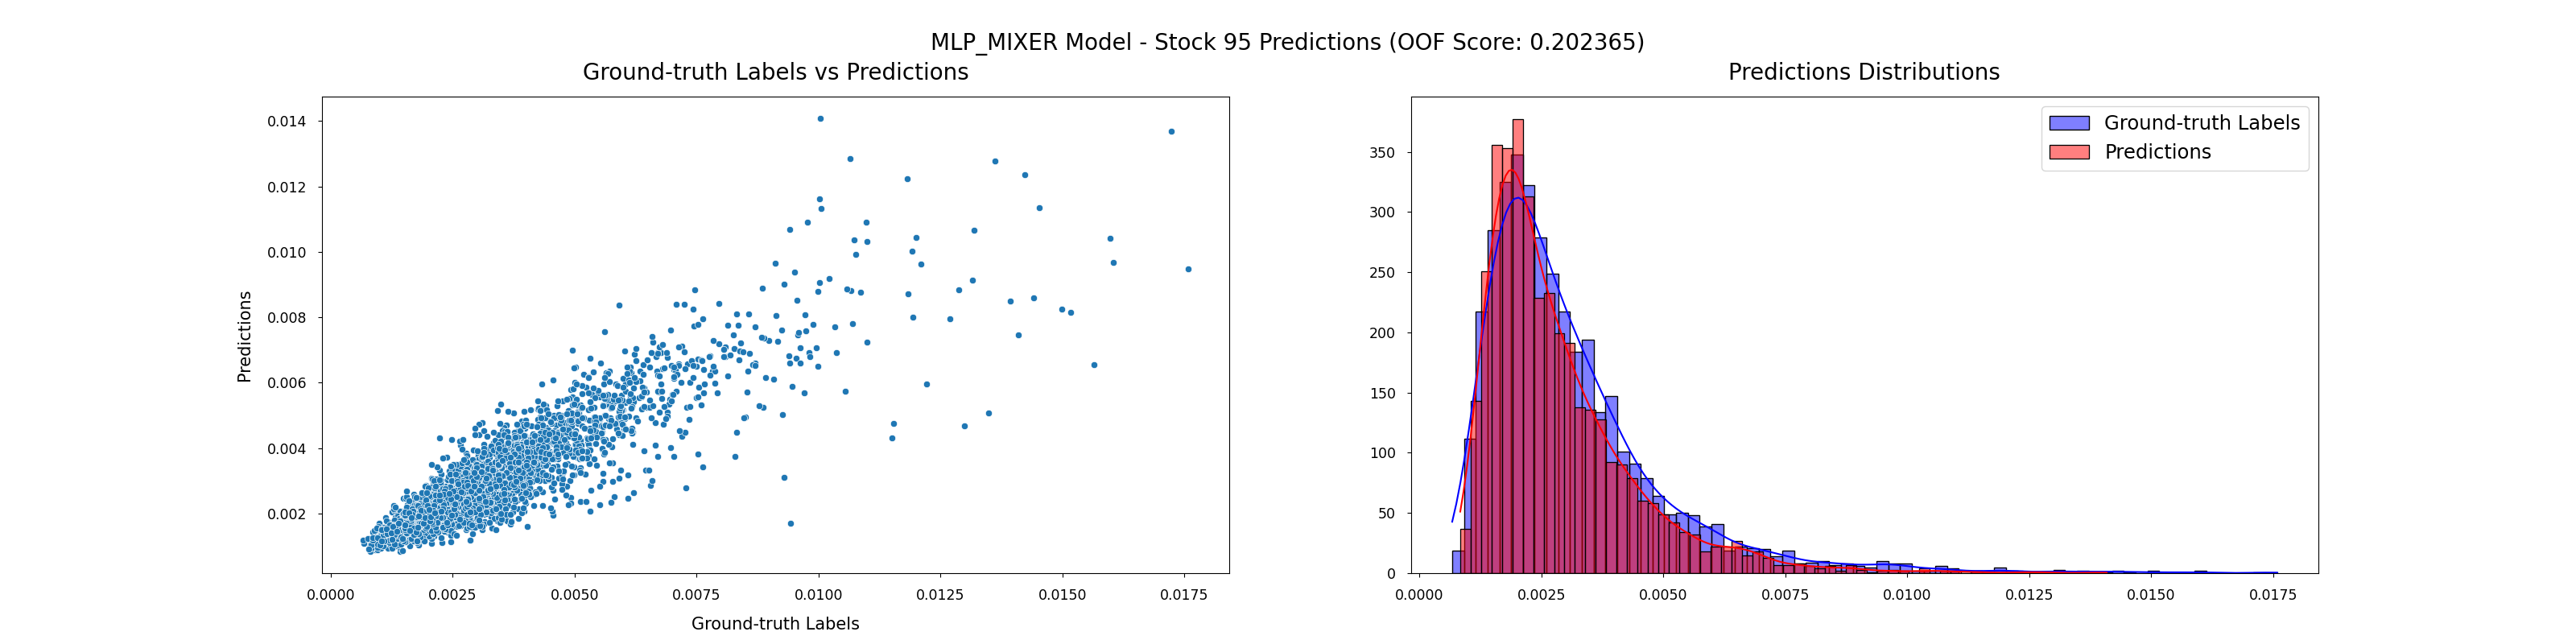 MLP_MIXER Model - Stock 95 Predictions (OOF Score: 0.202365)
Ground-truth Labels vs Predictions
0.014
0.012
0.010
0.008
0.006
0.004
0.002
Predictions
0.0000 0.0025 0.0050 0.0075 0.0100 0.0125 0.0150 0.0175
Ground-truth Labels
Predictions Distributions
Ground-truth Labels
Predictions
350
300
250
200
150
100
50
0
0.0000 0.0025 0.0050 0.0075 0.0100 0.0125 0.0150 0.0175